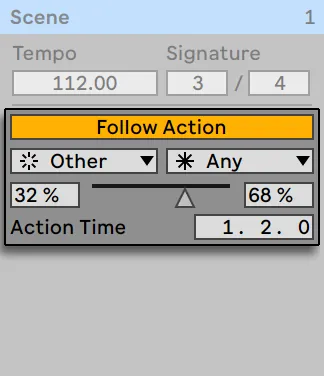 Scene 1
Tempo Signature
112.00 3 / 4
Follow Action
Other Any
32 % 68 %
Action Time 1. 2. 0